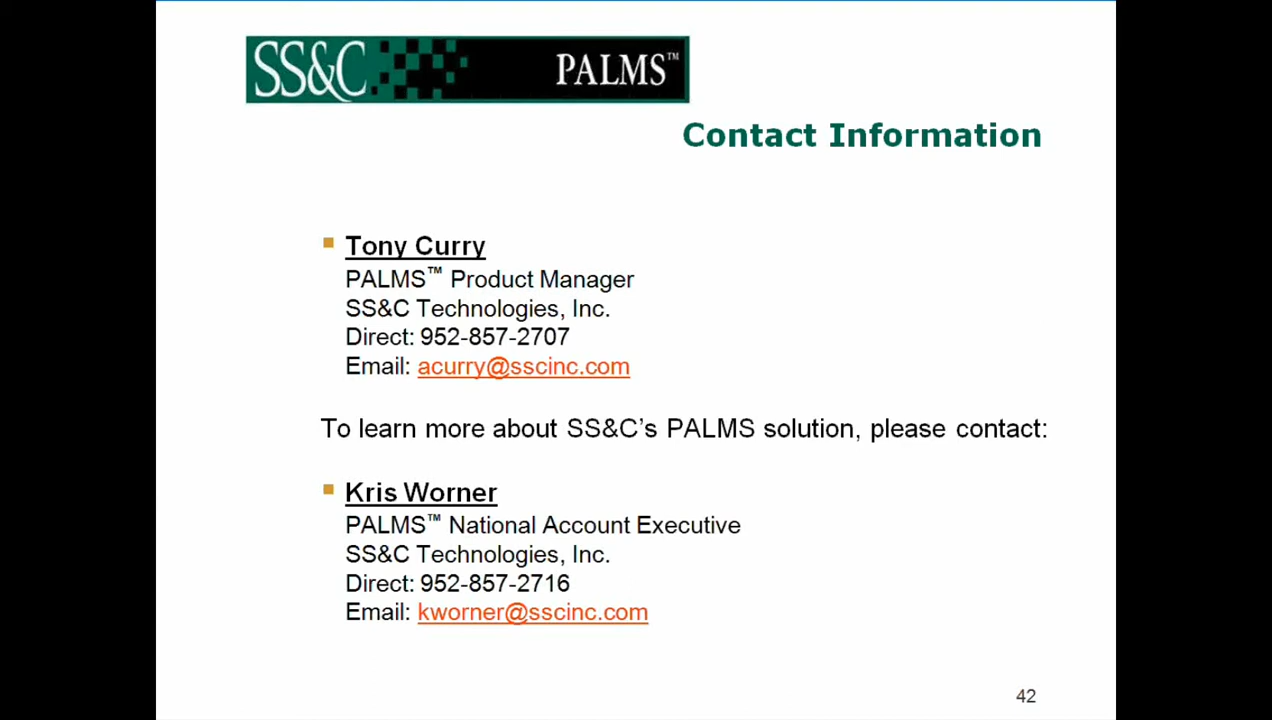 SS&C PALMS™
Contact Information
Tony Curry
PALMS™ Product Manager
SS&C Technologies, Inc.
Direct: 952-857-2707
Email: acurry@sscinc.com
To learn more about SS&C’s PALMS solution, please contact:
Kris Worner
PALMS™ National Account Executive
SS&C Technologies, Inc.
Direct: 952-857-2716
Email: kworner@sscinc.com
42